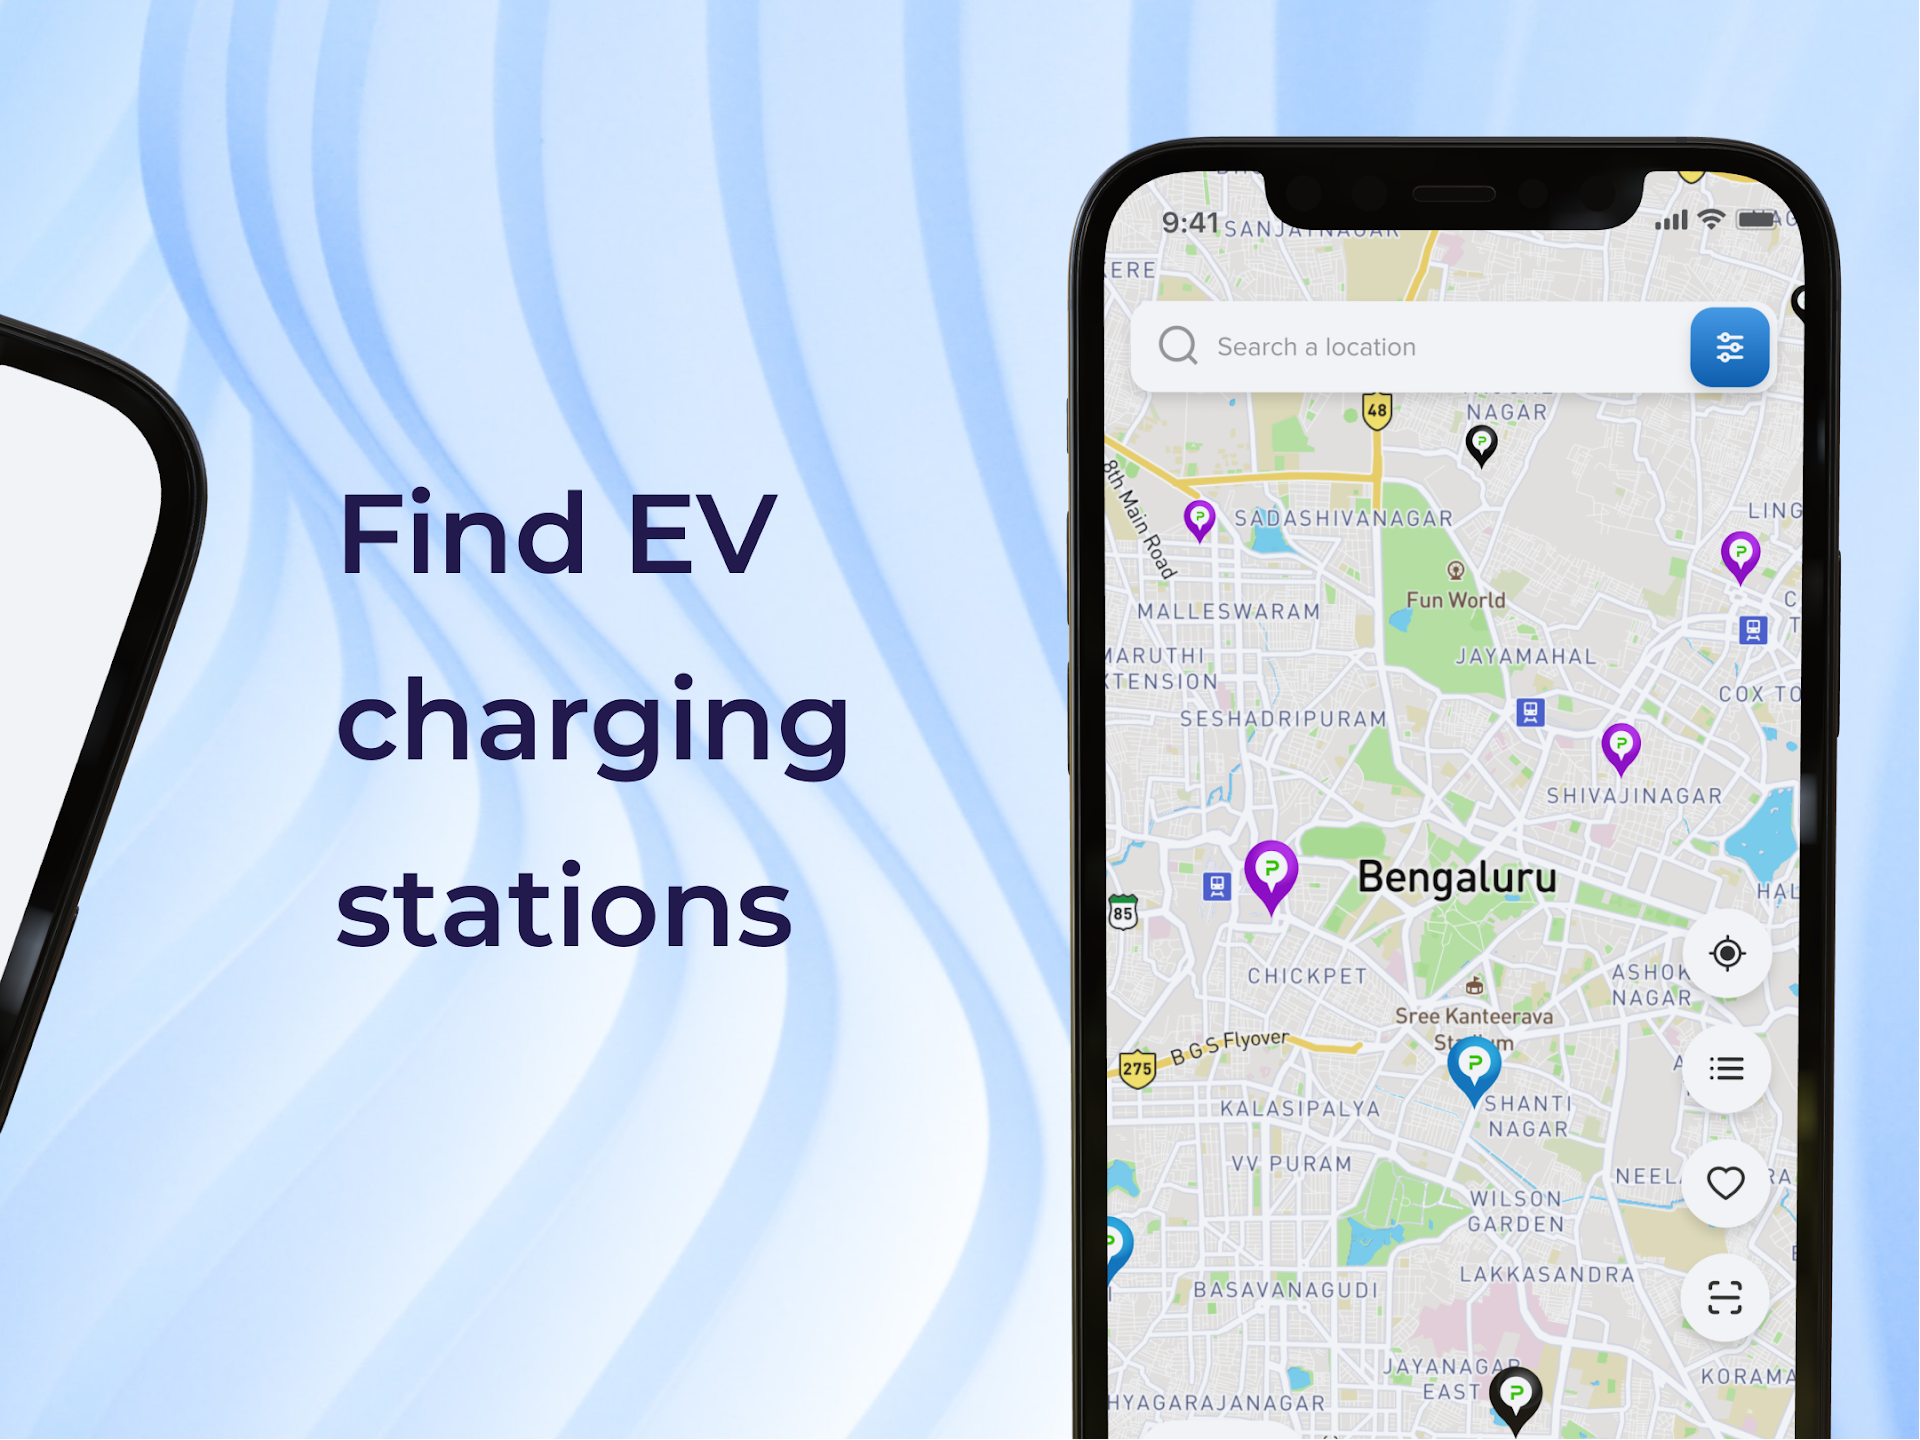 Find EV
charging
stations
9:41
SANJAYNAGAR
Search a location
48
NAGAR
8th Main Road
SADASHIVANAGAR
LING
Fun World
MALLESWARAM
MARUTHI
JAYAMAHAL
XTENSION
COX TO
SESHADRIPURAM
SHIVAJINAGAR
Bengaluru
HAL
85
CHICKPET
ASHOK
NAGAR
Sree Kanteerava
B G S Flyover
275
KALASIPALYA
SHANTI
NAGAR
VV PURAM
NEEL
WILSON
GARDEN
LAKKASANDRA
BASAVANAGUDI
JAYANAGAR
EAST
KORAMA
HYAGARAJANAGAR